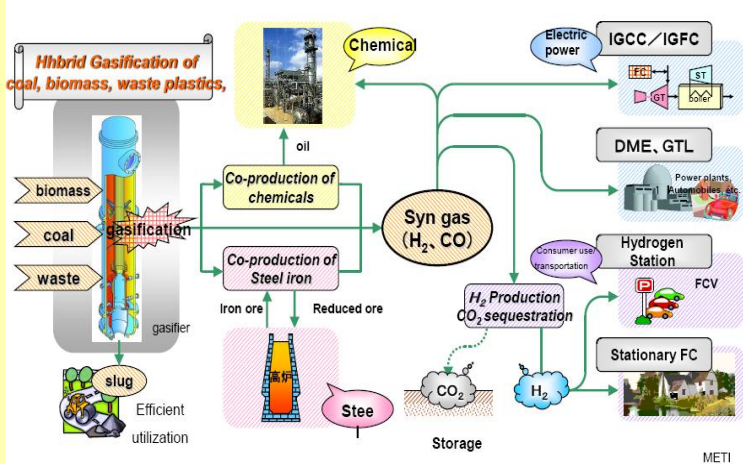 Hhbrid Gasification of
coal, biomass, waste plastics,
biomass
coal
waste
gasification
gasifier
slug
Efficient
utilization
Chemical
oil
Co-production of
chemicals
Co-production of
Steel iron
Iron ore
Reduced ore
高炉
Stee
l
Syn gas
(H₂、CO)
Electric
power
IGCC／IGFC
FC
GT
ST
boiler
DME、GTL
Power plants,
Automobiles, etc.
Consumer use/
transportation
Hydrogen
Station
P
FCV
H₂ Production
CO₂ sequestration
CO₂
H₂
Storage
Stationary FC
METI